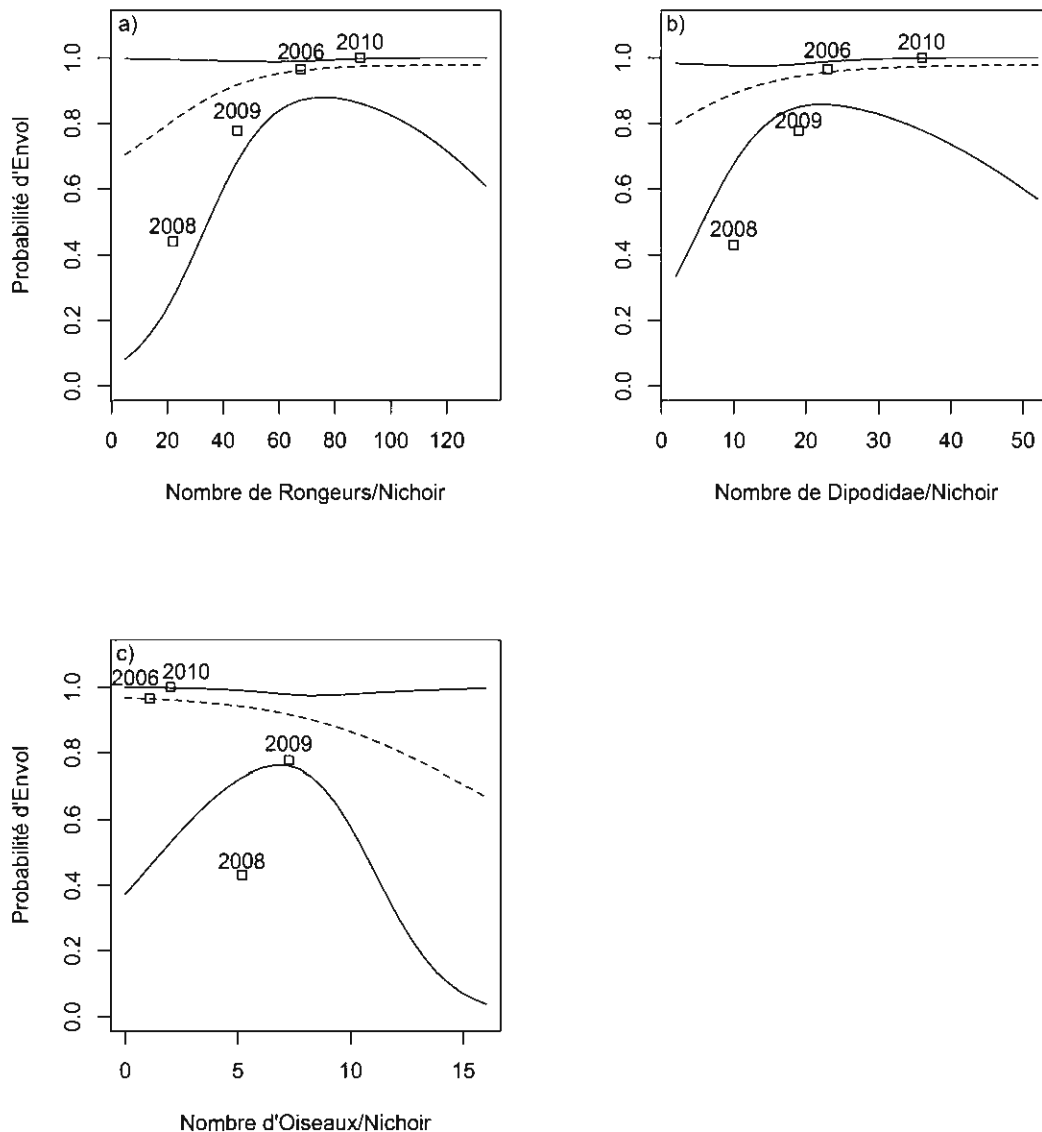 a)
2010
2006
2009
2008
1.0
0.8
0.6
0.4
0.2
0.0
Probabilité d'Envol
0 20 40 60 80 100 120
Nombre de Rongeurs/Nichoir
b)
2006
2010
2009
2008
1.0
0.8
0.6
0.4
0.2
0.0
0 10 20 30 40 50
Nombre de Dipodidae/Nichoir
c)
2006 2010
2009
2008
1.0
0.8
0.6
0.4
0.2
0.0
Probabilité d'Envol
0 5 10 15
Nombre d'Oiseaux/Nichoir